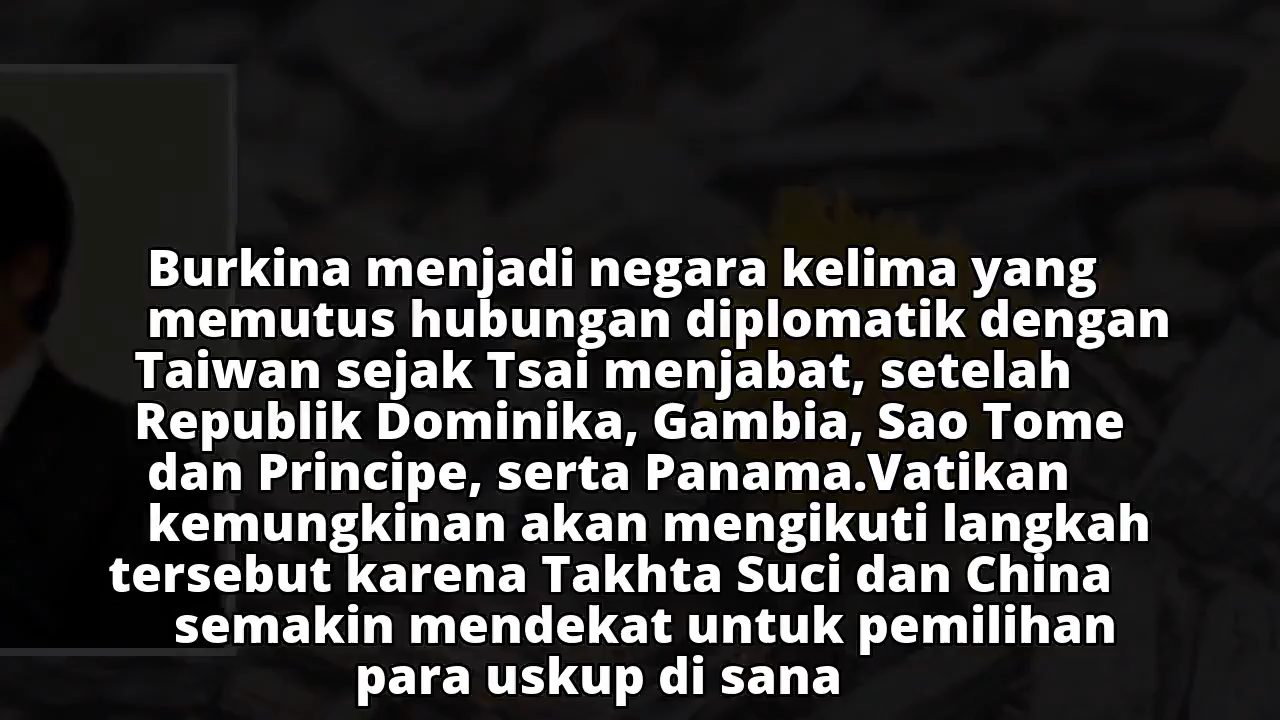 Burkina menjadi negara kelima yang
memutus hubungan diplomatik dengan
Taiwan sejak Tsai menjabat, setelah
Republik Dominika, Gambia, Sao Tome
dan Principe, serta Panama.Vatikan
kemungkinan akan mengikuti langkah
tersebut karena Takhta Suci dan China
semakin mendekat untuk pemilihan
para uskup di sana